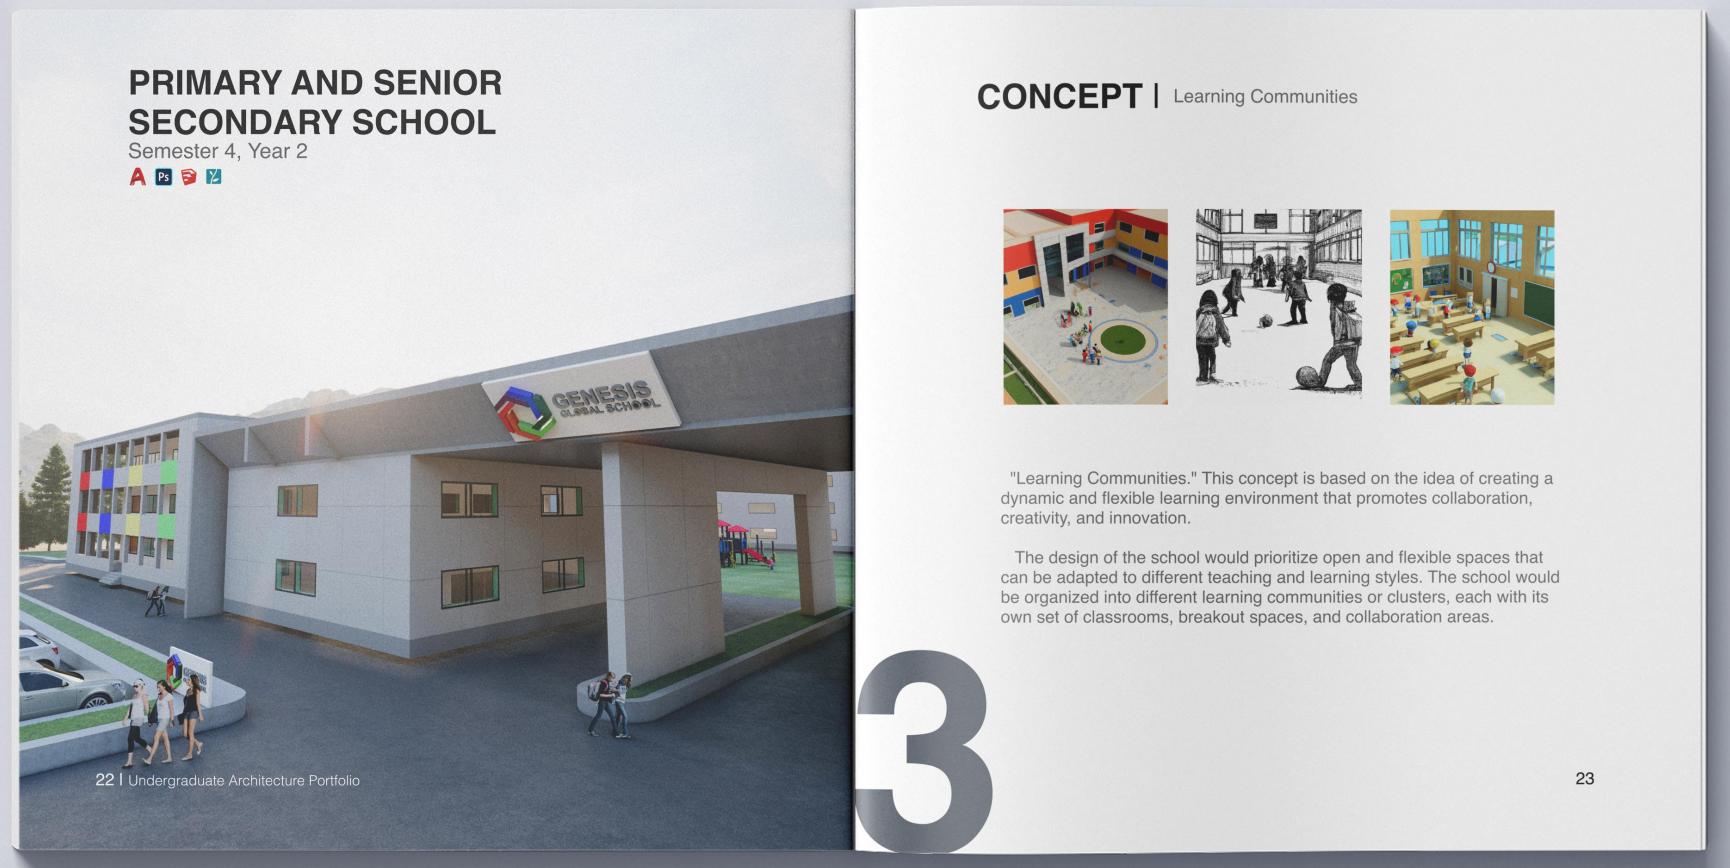 PRIMARY AND SENIOR
SECONDARY SCHOOL
Semester 4, Year 2
Ps
GENESIS
GLOBAL SCHOOL
22 | Undergraduate Architecture Portfolio
CONCEPT | Learning Communities
"Learning Communities." This concept is based on the idea of creating a
dynamic and flexible learning environment that promotes collaboration,
creativity, and innovation.
The design of the school would prioritize open and flexible spaces that
can be adapted to different teaching and learning styles. The school would
be organized into different learning communities or clusters, each with its
own set of classrooms, breakout spaces, and collaboration areas.
3
23